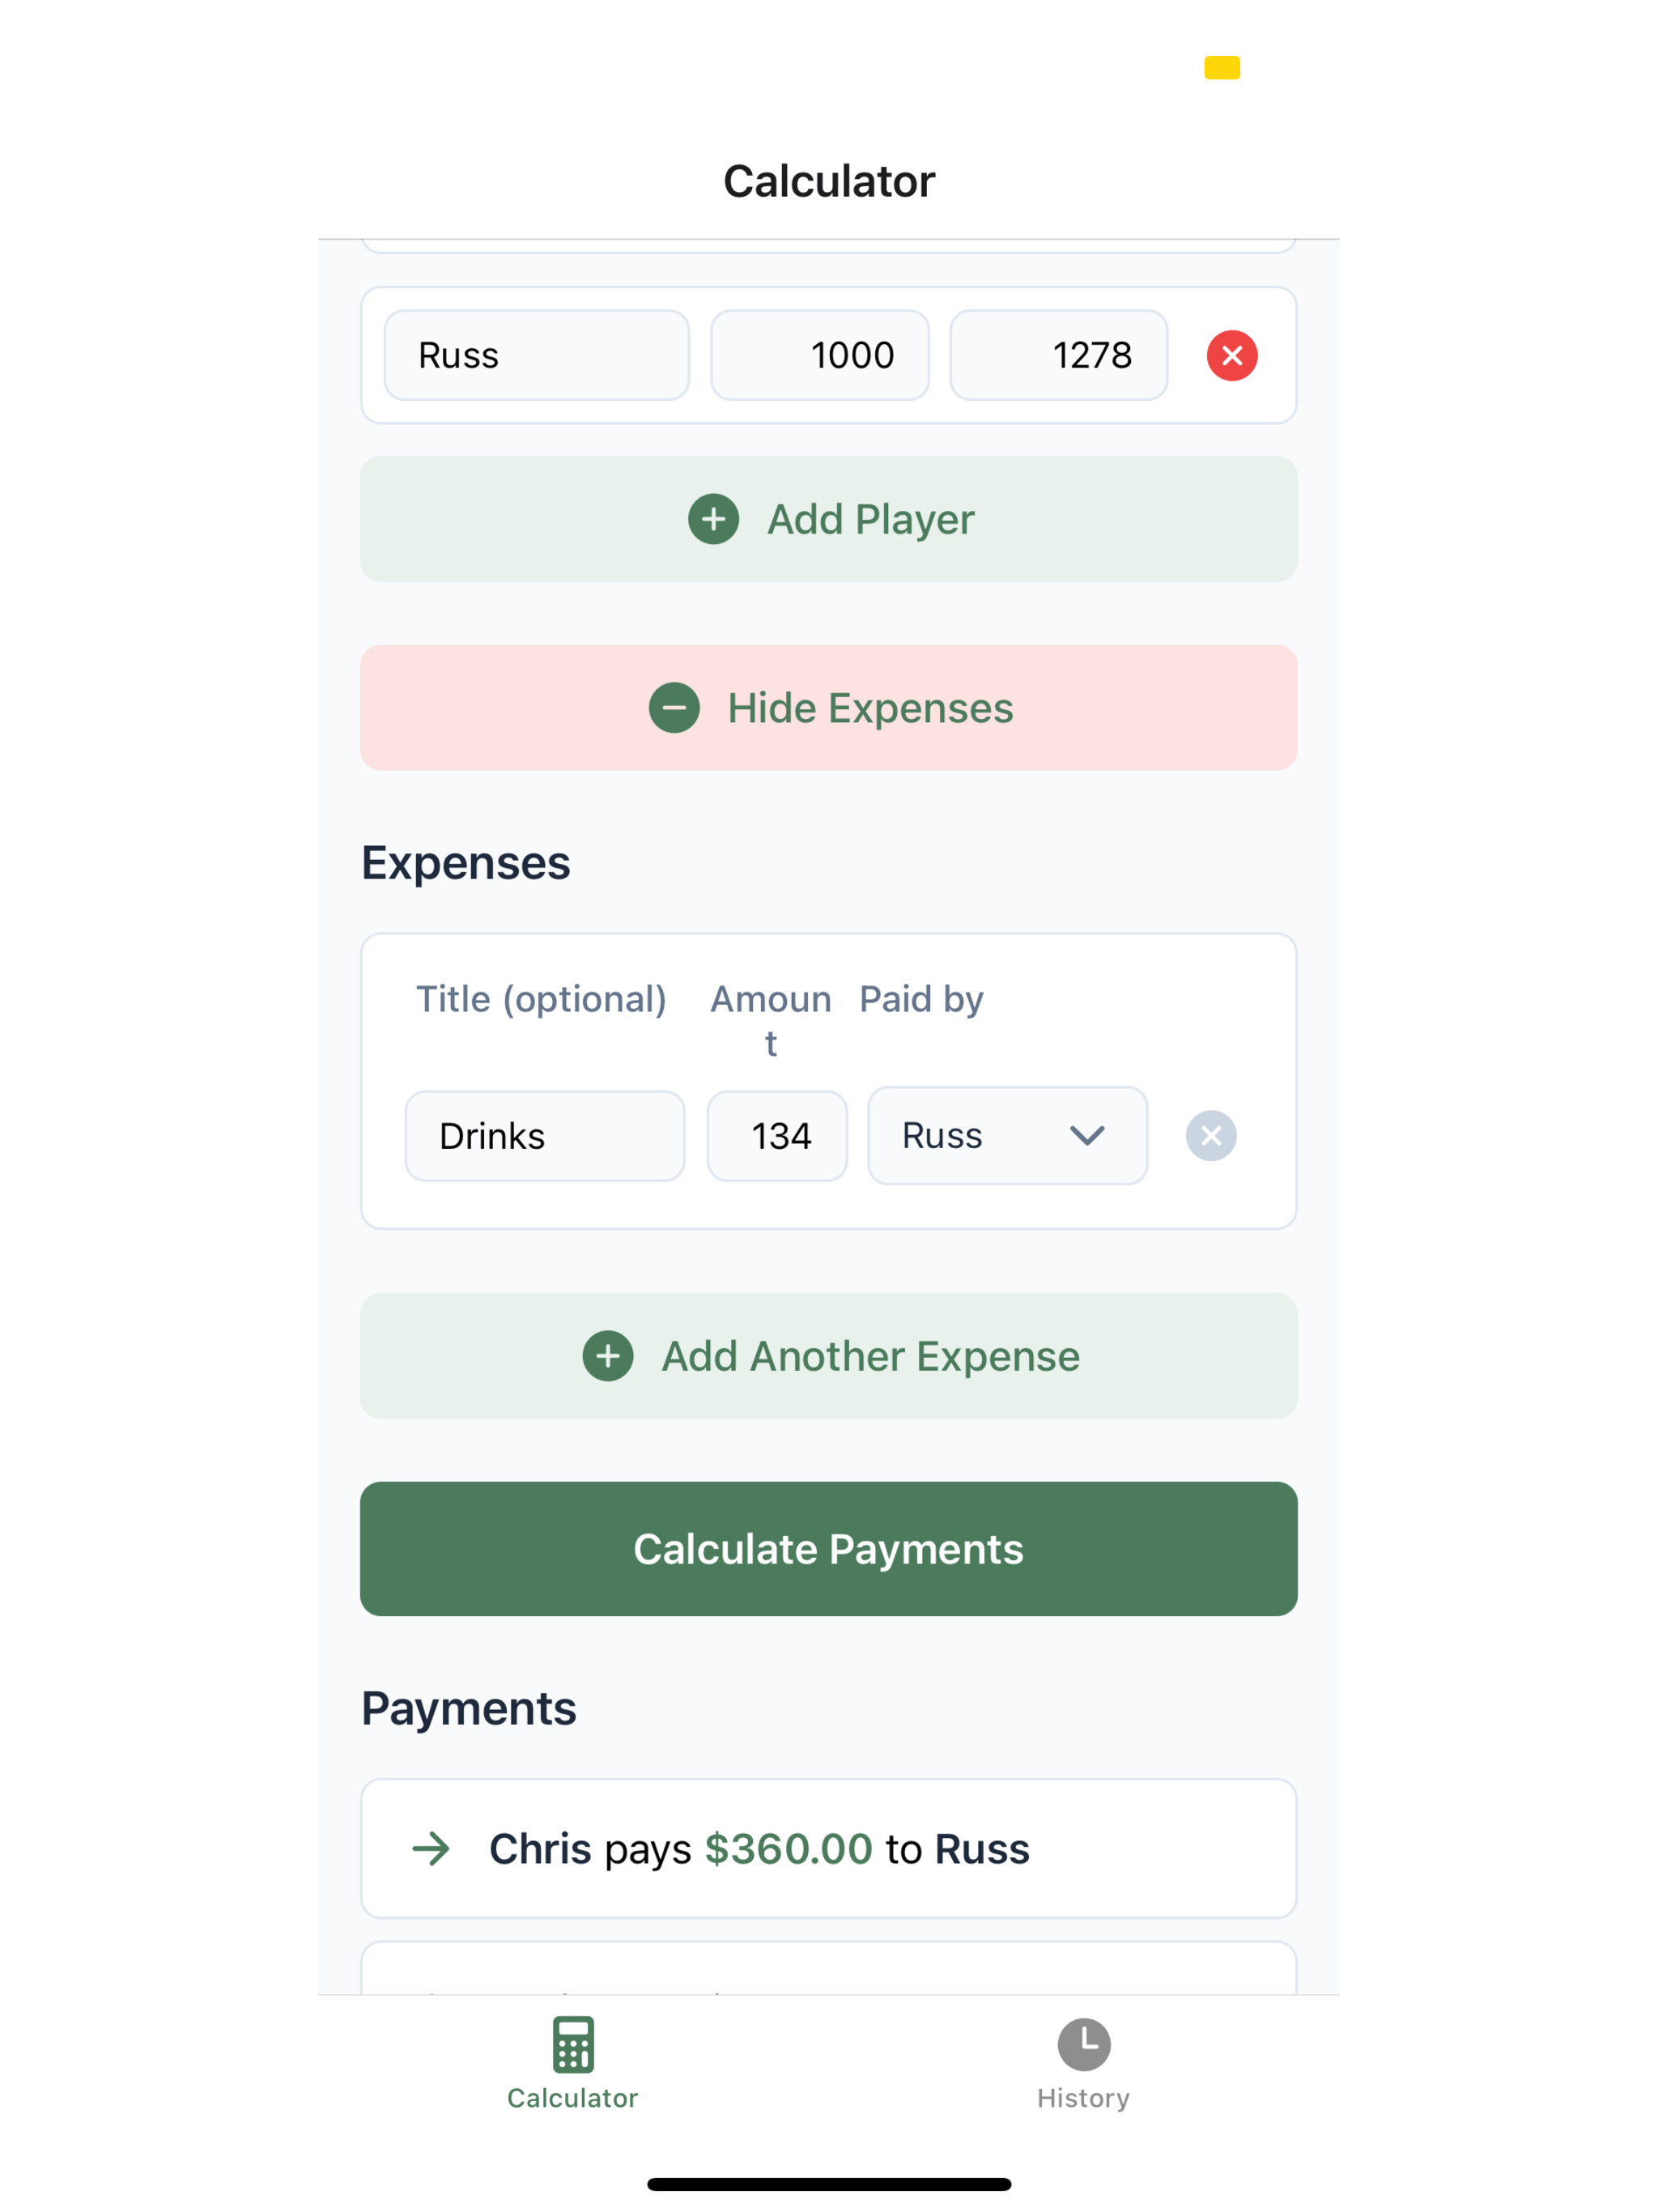 Calculator
Russ 1000 1278
Add Player
Hide Expenses
Expenses
Title (optional) Amoun Paid by
t
Drinks 134 Russ
Add Another Expense
Calculate Payments
Payments
Chris pays $360.00 to Russ
Calculator History